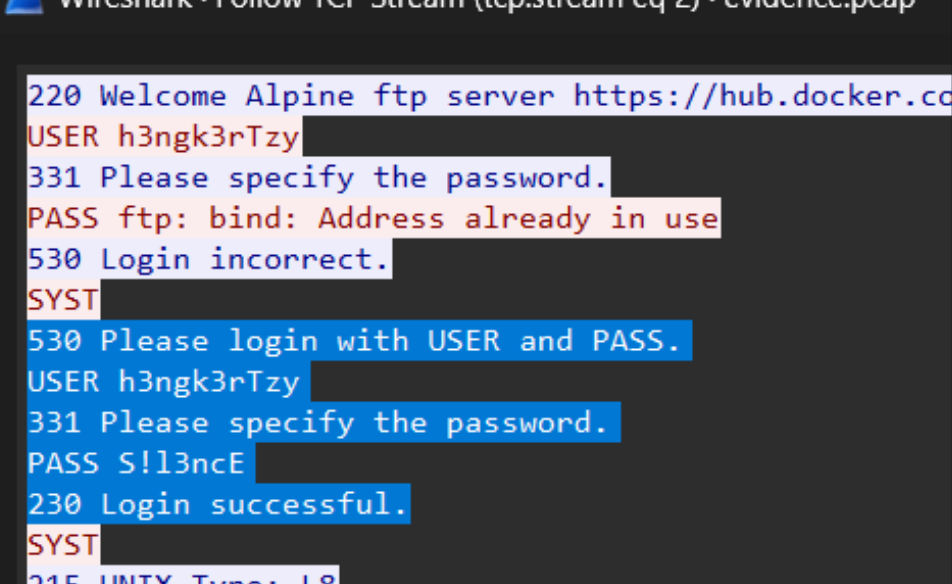 Wireshark · Follow TCP Stream (tcp.stream eq 2) · evidence.pcap
220 Welcome Alpine ftp server https://hub.docker.co
USER h3ngk3rTzy
331 Please specify the password.
PASS ftp: bind: Address already in use
530 Login incorrect.
SYST
530 Please login with USER and PASS.
USER h3ngk3rTzy
331 Please specify the password.
PASS S!l3ncE
230 Login successful.
SYST
215 UNIX Type: L8